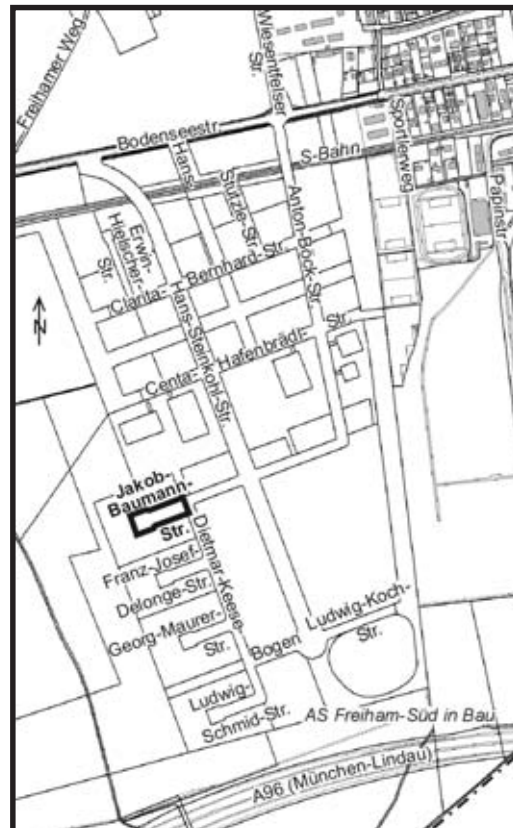 Freihamer Weg
Wiesentfelser
Str.
Bodenseestr
S-Bahn
Sportlerweg
Papinstr
Hans-
Stützle-Str.
Anton-Böck-Str.
Erwin-
Hielscher-
Str.
Clarita-
Bernhard-
Str.
Hans-Steinkohl-Str.
N
Centa-
Hafenbrädl-
Str.
Jakob-
Baumann-
Str.
Dietmar-Keese-
Bogen
Franz-Josef-
Delonge-Str.
Georg-Maurer-
Str.
Ludwig-Koch-
Str.
Ludwig-
Schmid-Str.
AS Freiham-Süd in Bau
A96 (München-Lindau)